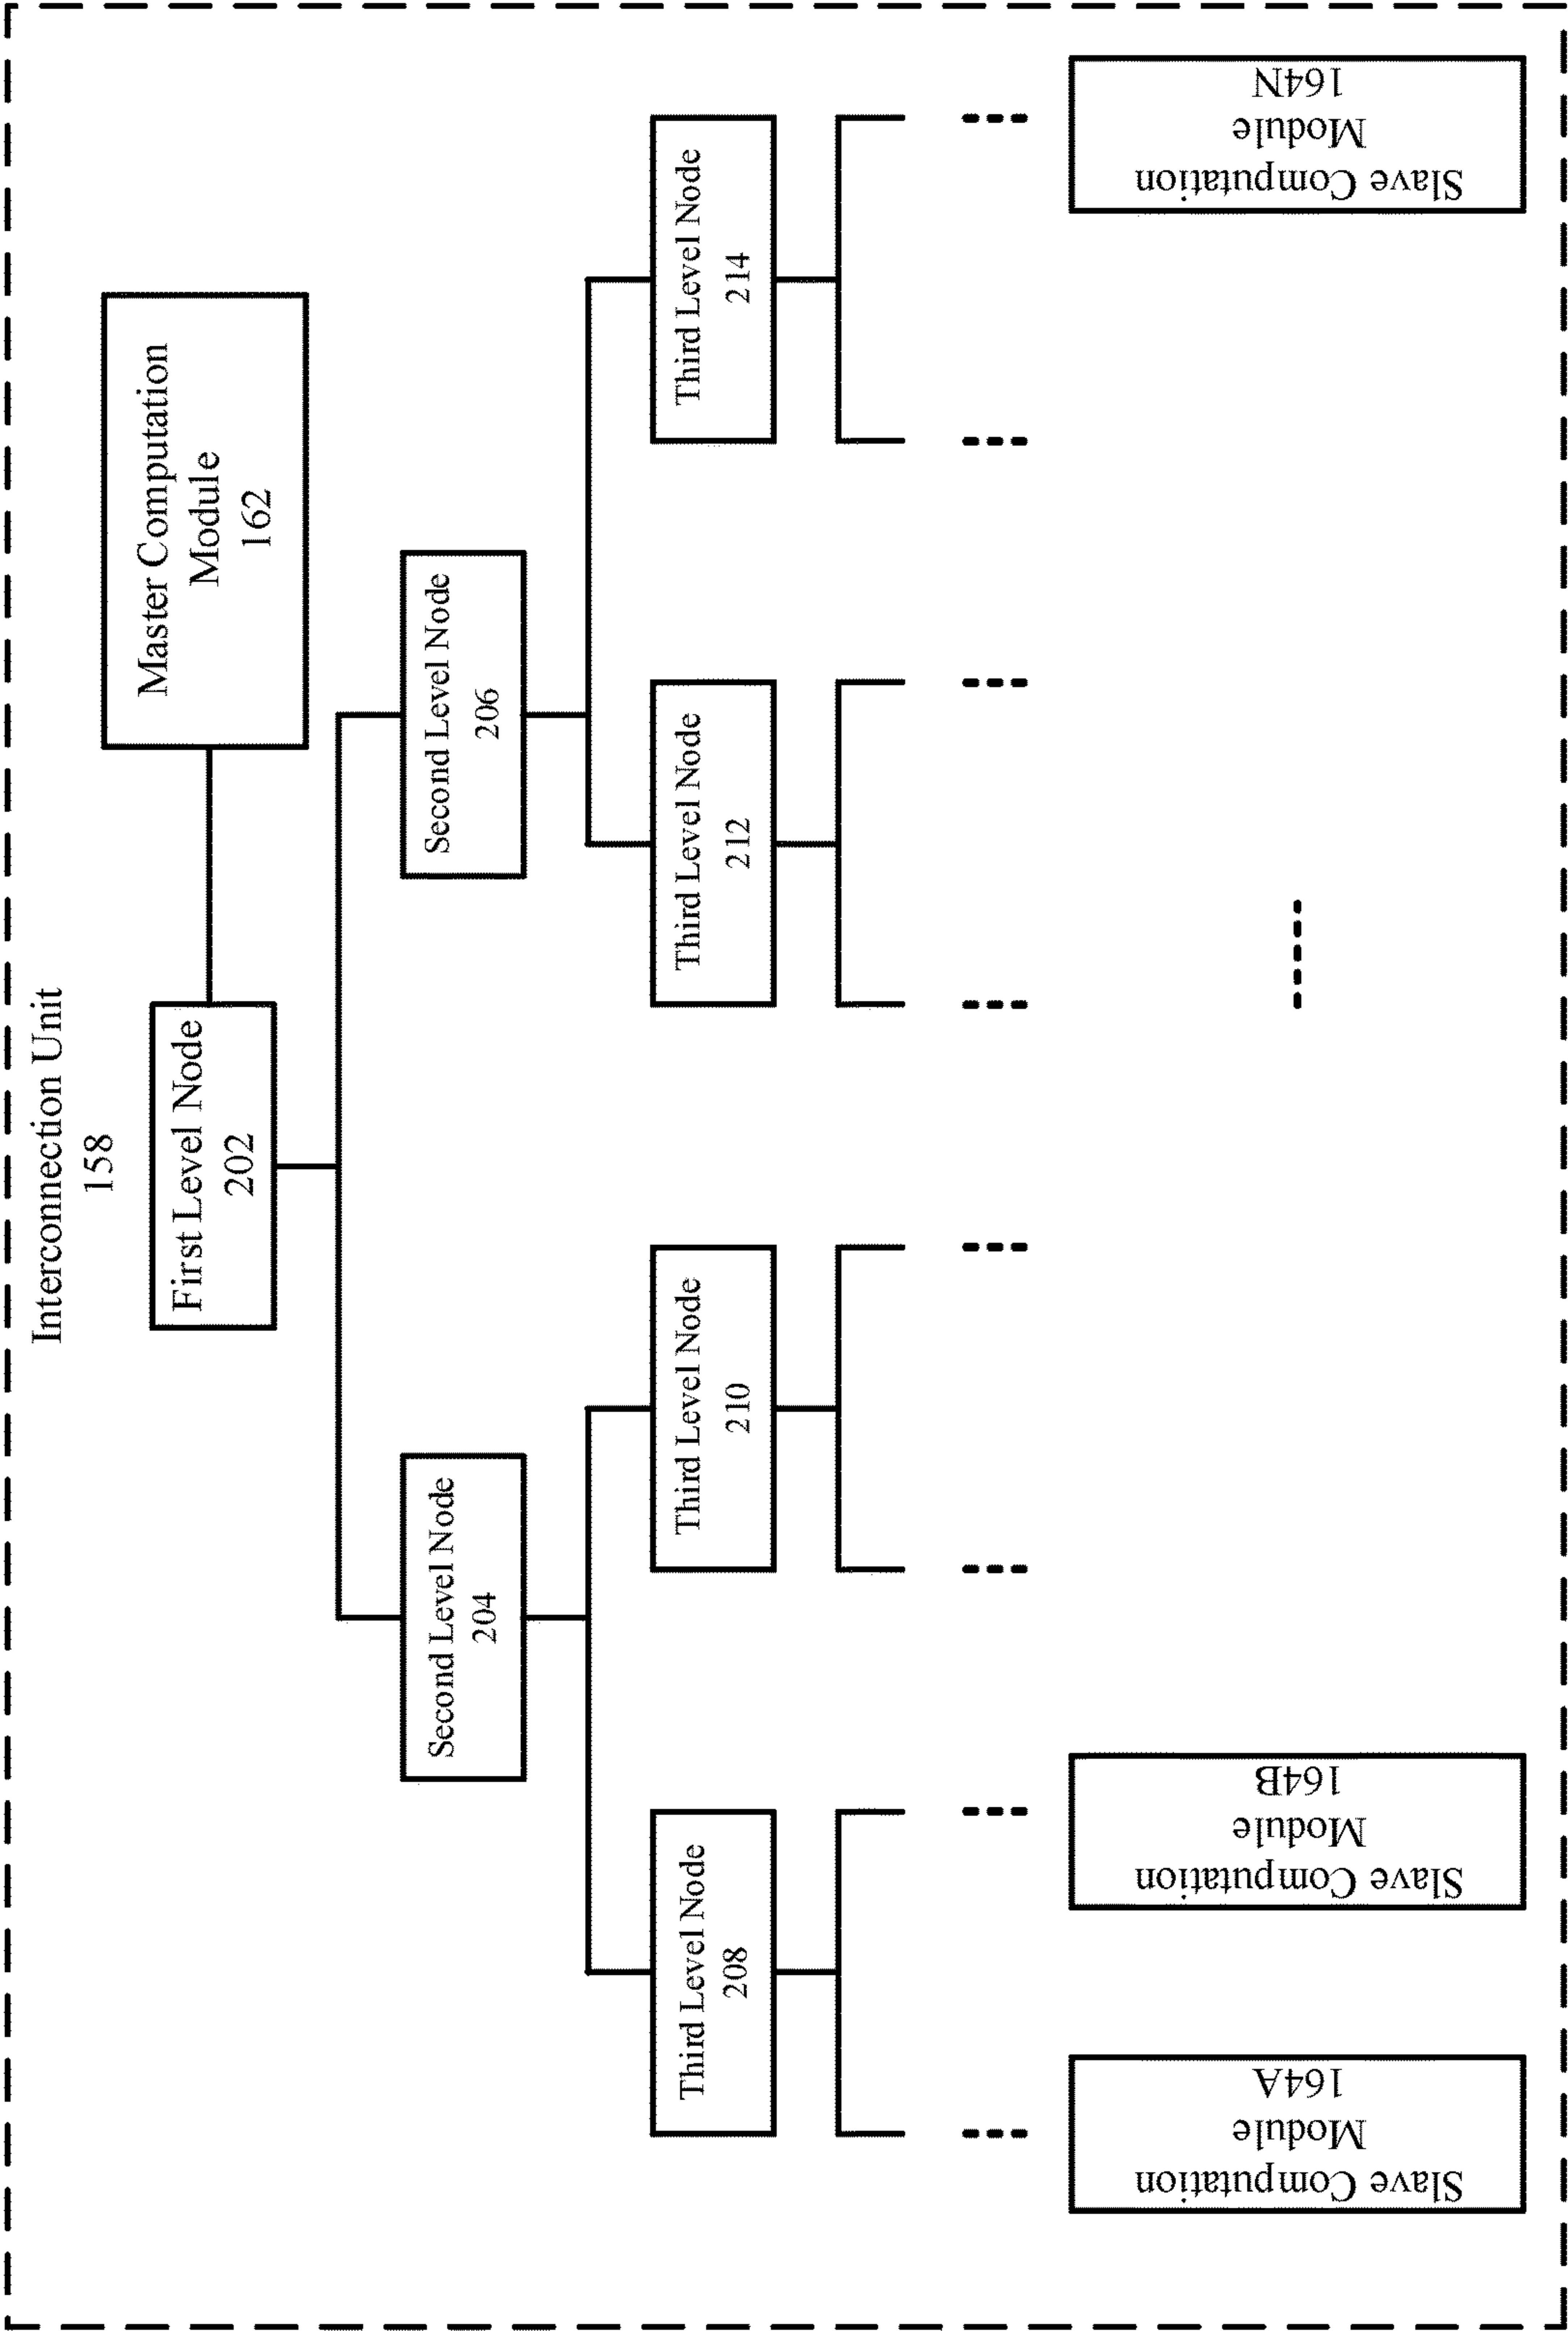 Interconnection Unit
158
First Level Node
202
Master Computation
Module
162
Second Level Node
204
Second Level Node
206
Third Level Node
208
Third Level Node
210
Third Level Node
212
Third Level Node
214
Slave Computation
Module
164A
Slave Computation
Module
164B
Slave Computation
Module
164N